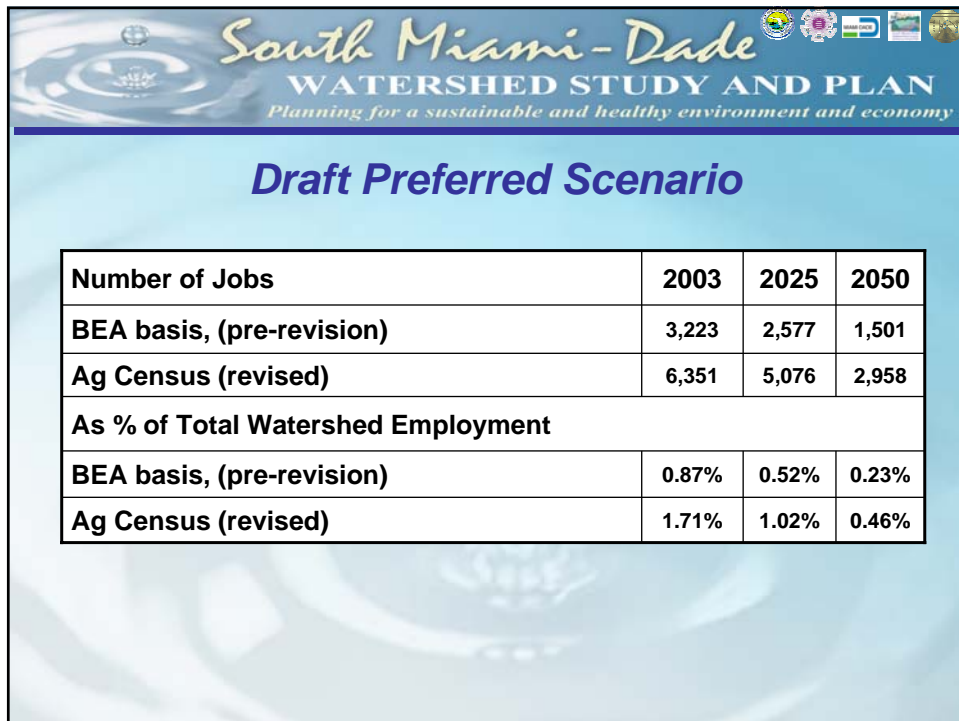 South Miami-Dade
WATERSHED STUDY AND PLAN
Planning for a sustainable and healthy environment and economy
Draft Preferred Scenario
Number of Jobs 2003 2025 2050
BEA basis, (pre-revision) 3,223 2,577 1,501
Ag Census (revised) 6,351 5,076 2,958
As % of Total Watershed Employment
BEA basis, (pre-revision) 0.87% 0.52% 0.23%
Ag Census (revised) 1.71% 1.02% 0.46%